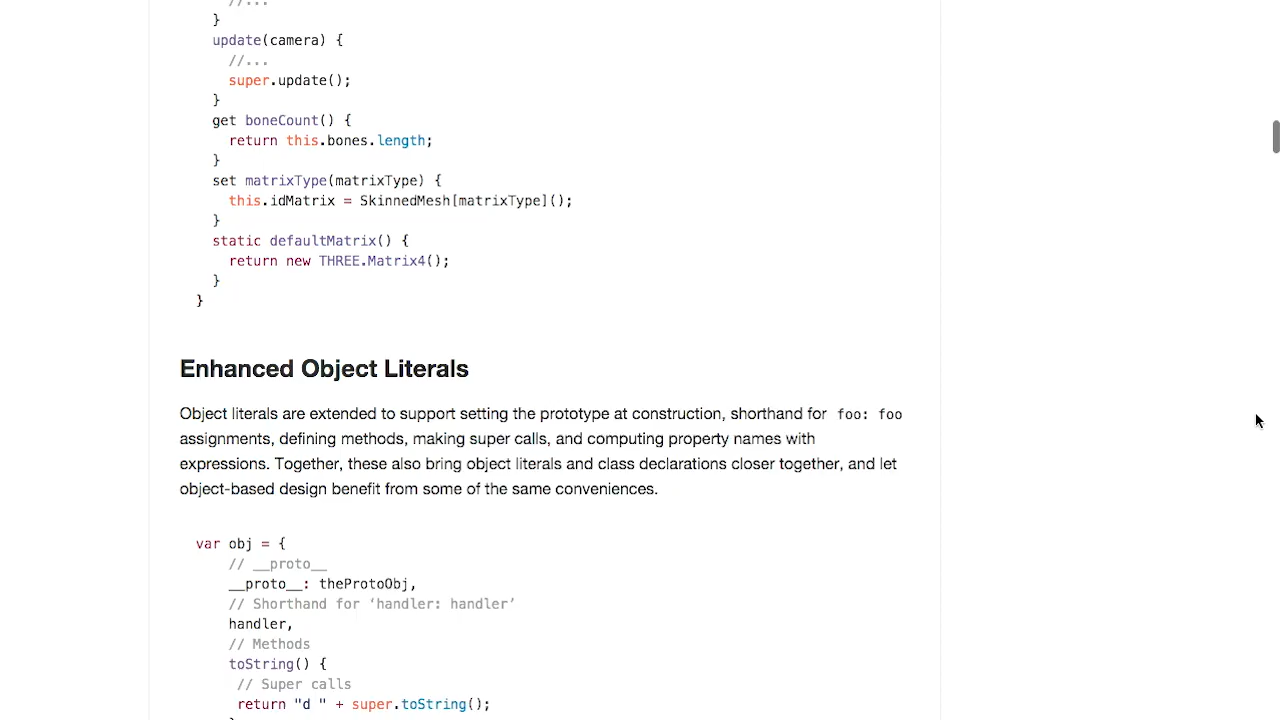 //...
}
update(camera) {
//...
super.update();
}
get boneCount() {
return this.bones.length;
}
set matrixType(matrixType) {
this.idMatrix = SkinnedMesh[matrixType]();
}
static defaultMatrix() {
return new THREE.Matrix4();
}
}
Enhanced Object Literals
Object literals are extended to support setting the prototype at construction, shorthand for foo: foo
assignments, defining methods, making super calls, and computing property names with
expressions. Together, these also bring object literals and class declarations closer together, and let
object-based design benefit from some of the same conveniences.
var obj = {
// __proto__
__proto__: theProtoObj,
// Shorthand for ‘handler: handler’
handler,
// Methods
toString() {
// Super calls
return "d " + super.toString();
}